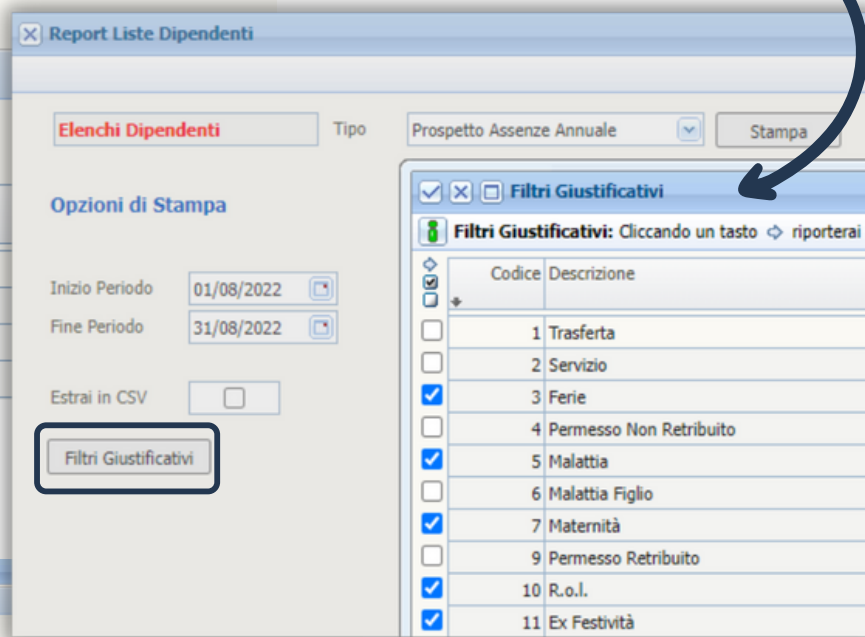 Report Liste Dipendenti
Elenchi Dipendenti Tipo Prospetto Assenze Annuale Stampa
Opzioni di Stampa
Inizio Periodo 01/08/2022
Fine Periodo 31/08/2022
Estrai in CSV
Filtri Giustificativi
Filtri Giustificativi
Filtri Giustificativi: Cliccando un tasto riporterai
Codice Descrizione
1 Trasferta
2 Servizio
3 Ferie
4 Permesso Non Retribuito
5 Malattia
6 Malattia Figlio
7 Maternità
9 Permesso Retribuito
10 R.o.l.
11 Ex Festività